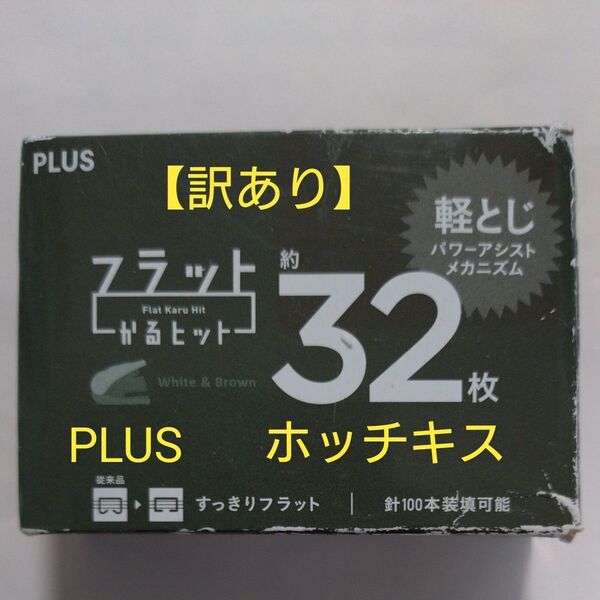 PLUS
【訳あり】
軽とじ
パワーアシスト
メカニズム
フラット
Flat Karu Hit
かるヒット
約
32枚
White & Brown
PLUS ホッチキス
従来品
すっきりフラット
針100本装填可能